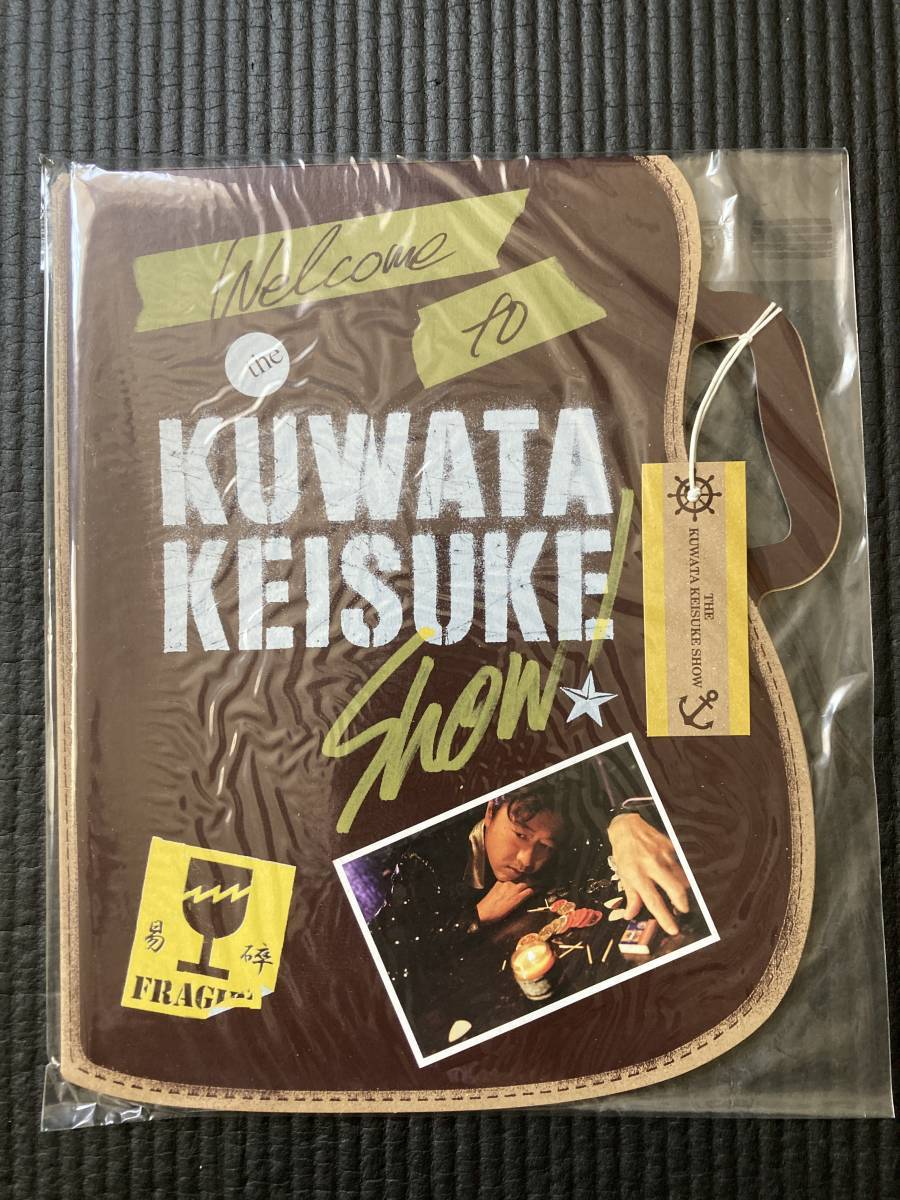 Welcome
to
the
KUWATA
KEISUKE
Show!
THE
KUWATA KEISUKE SHOW
易 碎
FRAGILE